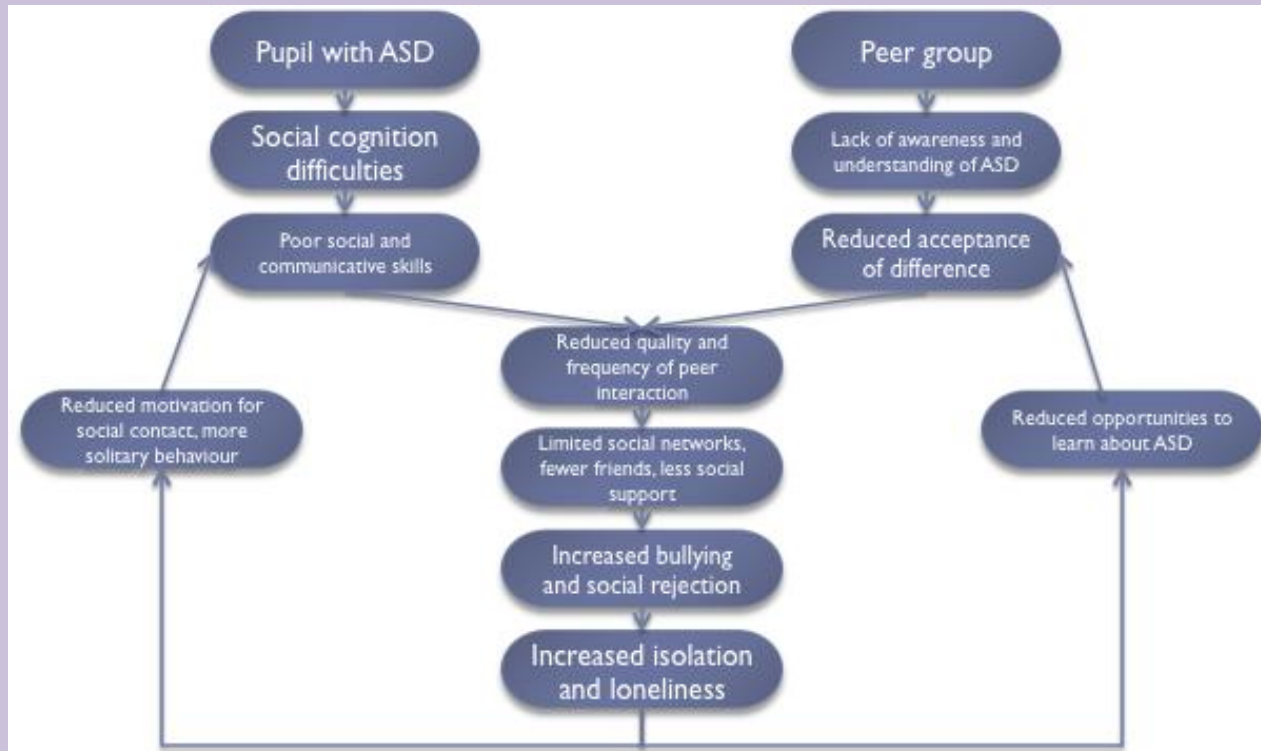 Pupil with ASD
Peer group
Social cognition
difficulties
Lack of awareness and
understanding of ASD
Poor social and
communicative skills
Reduced acceptance
of difference
Reduced quality and
frequency of peer
interaction
Reduced motivation for
social contact, more
solitary behaviour
Reduced opportunities to
learn about ASD
Limited social networks,
fewer friends, less social
support
Increased bullying
and social rejection
Increased isolation
and loneliness